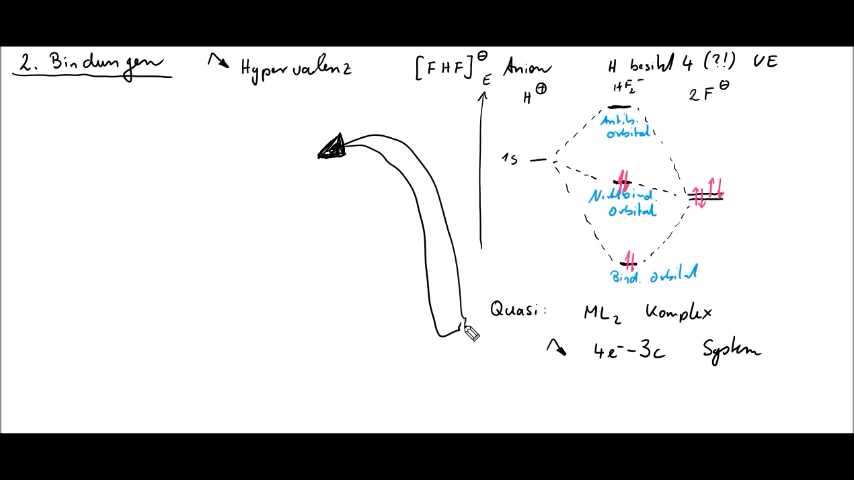 2. Bindungen ↘ Hypervalenz [FHF]⊖ Anion H besitzt 4 (?!) VE
E H⊕ HF₂⁻ 2F⊖
Antib. orbital
1s
Nichtbind. orbital
Bind. orbital
Quasi: ML₂ Komplex
↘ 4e⁻-3c System